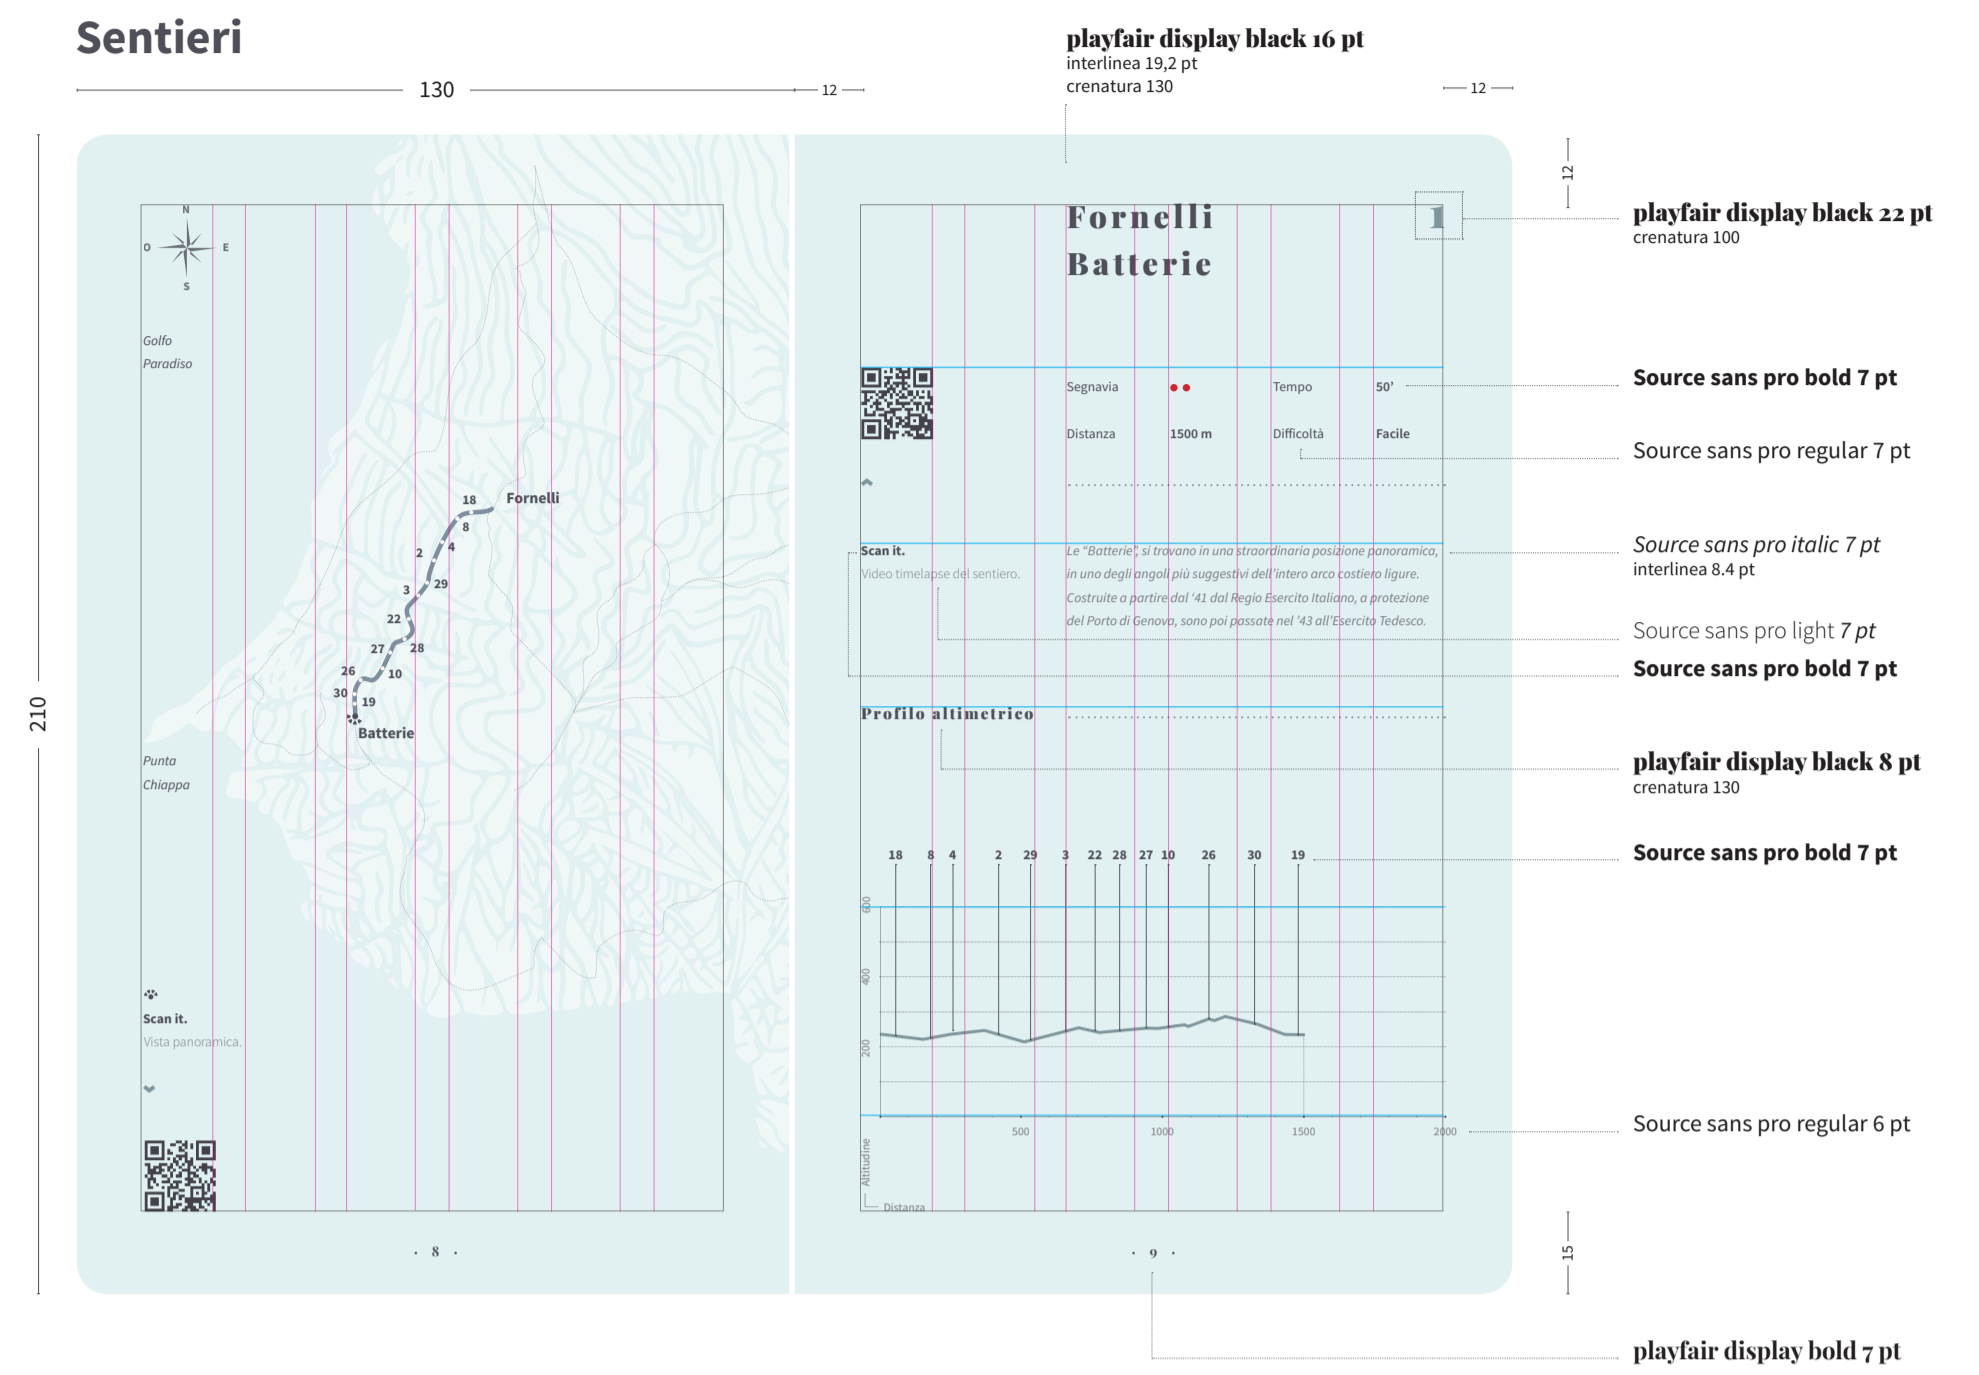 Sentieri
130
12
playfair display black 16 pt
interlinea 19,2 pt
crenatura 130
12
210
12
15
N
O
E
S
Golfo
Paradiso
18
Fornelli
8
4
2
29
3
22
28
27
10
26
30
19
Batterie
Punta
Chiappa
Scan it.
Vista panoramica.
· 8 ·
Fornelli
Batterie
1
playfair display black 22 pt
crenatura 100
Segnavia
Tempo
50’
Source sans pro bold 7 pt
Distanza
1500 m
Difficoltà
Facile
Source sans pro regular 7 pt
Scan it.
Video timelapse del sentiero.
Le “Batterie”, si trovano in una straordinaria posizione panoramica,
in uno degli angoli più suggestivi dell’intero arco costiero ligure.
Costruite a partire dal ‘41 dal Regio Esercito Italiano, a protezione
del Porto di Genova, sono poi passate nel ’43 all’Esercito Tedesco.
Source sans pro italic 7 pt
interlinea 8.4 pt
Source sans pro light 7 pt
Source sans pro bold 7 pt
Profilo altimetrico
playfair display black 8 pt
crenatura 130
18 8 4 2 29 3 22 28 27 10 26 30 19
Source sans pro bold 7 pt
600
400
200
500 1000 1500 2000
Source sans pro regular 6 pt
Altitudine
Distanza
· 9 ·
playfair display bold 7 pt